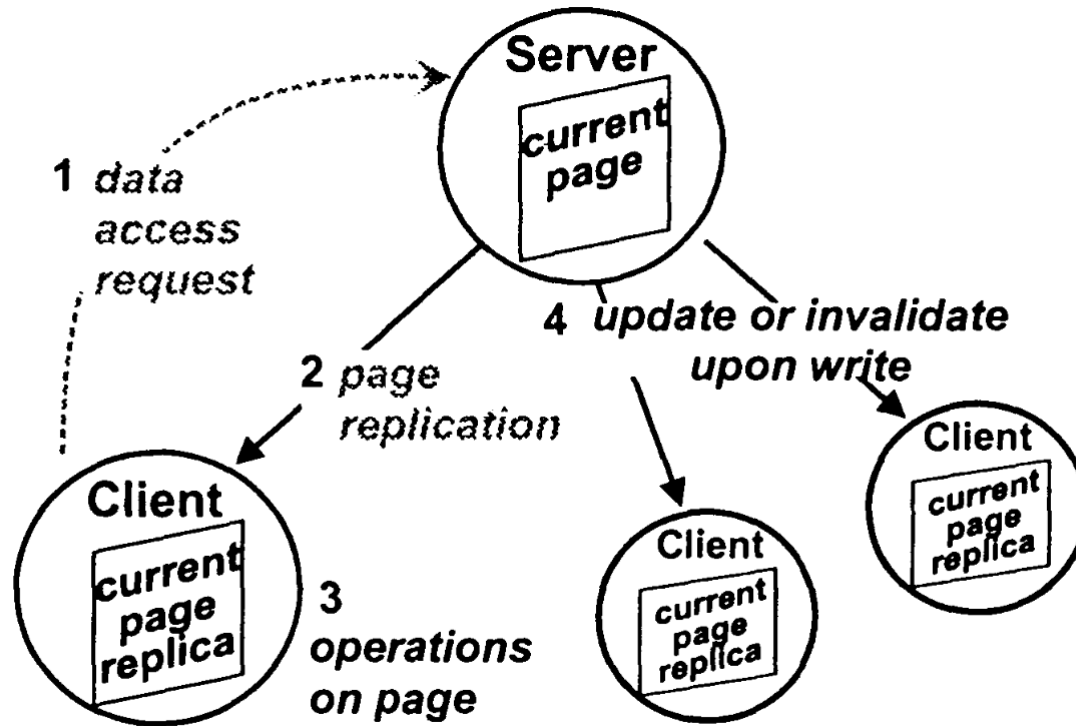 Server
current
page
1 data
access
request
4 update or invalidate
upon write
2 page
replication
Client
current
page
replica
3
operations
on page
Client
current
page
replica
Client
current
page
replica